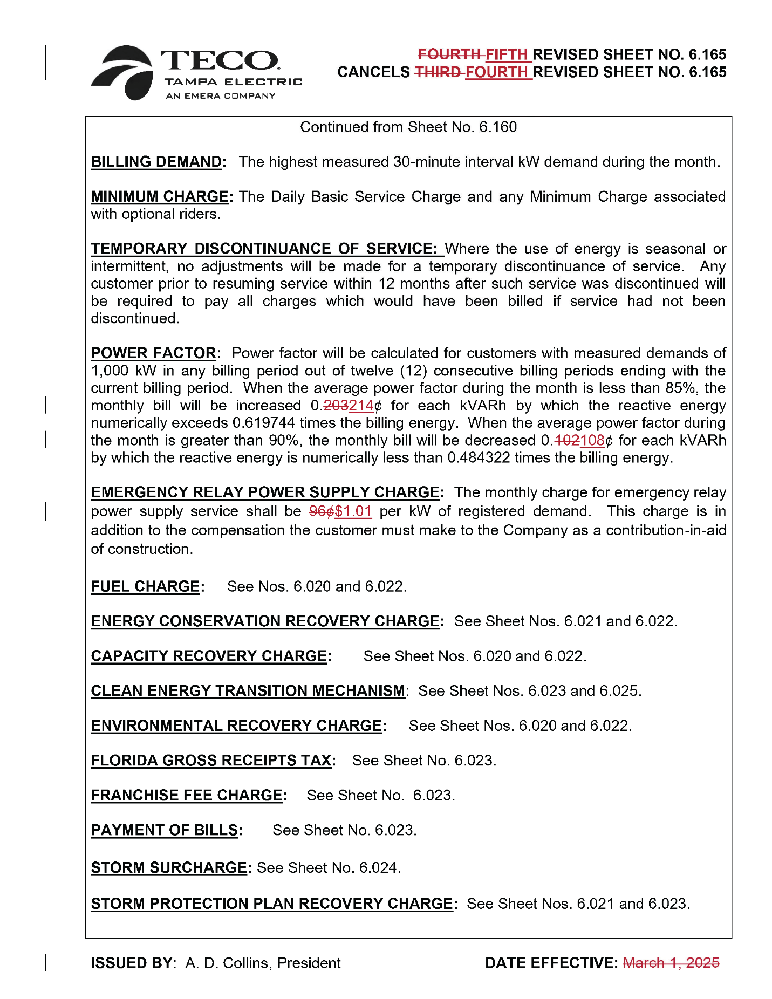 TECO.
TAMPA ELECTRIC
AN EMERA COMPANY
FOURTH FIFTH REVISED SHEET NO. 6.165
CANCELS THIRD FOURTH REVISED SHEET NO. 6.165
Continued from Sheet No. 6.160
BILLING DEMAND: The highest measured 30-minute interval kW demand during the month.
MINIMUM CHARGE: The Daily Basic Service Charge and any Minimum Charge associated
with optional riders.
TEMPORARY DISCONTINUANCE OF SERVICE: Where the use of energy is seasonal or
intermittent, no adjustments will be made for a temporary discontinuance of service. Any
customer prior to resuming service within 12 months after such service was discontinued will
be required to pay all charges which would have been billed if service had not been
discontinued.
POWER FACTOR: Power factor will be calculated for customers with measured demands of
1,000 kW in any billing period out of twelve (12) consecutive billing periods ending with the
current billing period. When the average power factor during the month is less than 85%, the
monthly bill will be increased 0.203214¢ for each kVARh by which the reactive energy
numerically exceeds 0.619744 times the billing energy. When the average power factor during
the month is greater than 90%, the monthly bill will be decreased 0.102108¢ for each kVARh
by which the reactive energy is numerically less than 0.484322 times the billing energy.
EMERGENCY RELAY POWER SUPPLY CHARGE: The monthly charge for emergency relay
power supply service shall be 96¢$1.01 per kW of registered demand. This charge is in
addition to the compensation the customer must make to the Company as a contribution-in-aid
of construction.
FUEL CHARGE: See Nos. 6.020 and 6.022.
ENERGY CONSERVATION RECOVERY CHARGE: See Sheet Nos. 6.021 and 6.022.
CAPACITY RECOVERY CHARGE: See Sheet Nos. 6.020 and 6.022.
CLEAN ENERGY TRANSITION MECHANISM: See Sheet Nos. 6.023 and 6.025.
ENVIRONMENTAL RECOVERY CHARGE: See Sheet Nos. 6.020 and 6.022.
FLORIDA GROSS RECEIPTS TAX: See Sheet No. 6.023.
FRANCHISE FEE CHARGE: See Sheet No. 6.023.
PAYMENT OF BILLS: See Sheet No. 6.023.
STORM SURCHARGE: See Sheet No. 6.024.
STORM PROTECTION PLAN RECOVERY CHARGE: See Sheet Nos. 6.021 and 6.023.
ISSUED BY: A. D. Collins, President
DATE EFFECTIVE: March 1, 2025